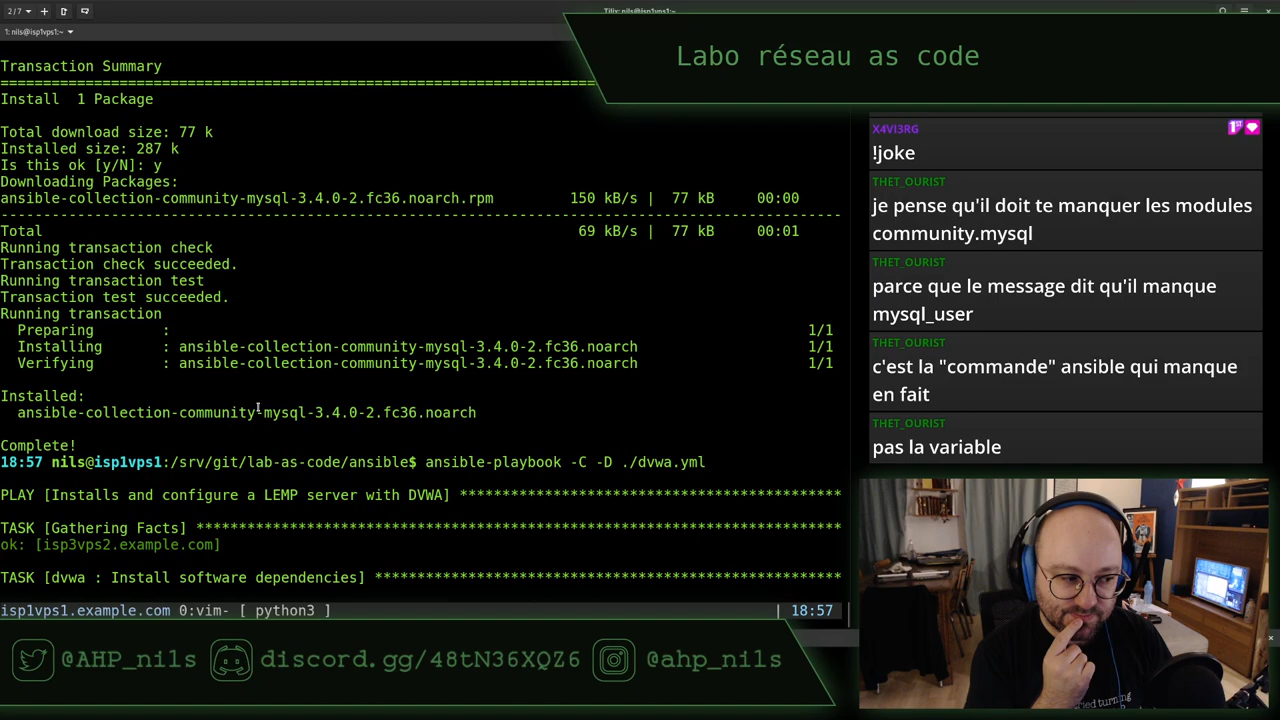 2/7
Tilix: nils@isp1vps1:~
1: nils@isp1vps1:~
Labo réseau as code
Transaction Summary
================================================================================
Install  1 Package
Total download size: 77 k
Installed size: 287 k
Is this ok [y/N]: y
Downloading Packages:
ansible-collection-community-mysql-3.4.0-2.fc36.noarch.rpm 150 kB/s | 77 kB 00:00
--------------------------------------------------------------------------------
Total 69 kB/s | 77 kB 00:01
Running transaction check
Transaction check succeeded.
Running transaction test
Transaction test succeeded.
Running transaction
Preparing : 1/1
Installing : ansible-collection-community-mysql-3.4.0-2.fc36.noarch 1/1
Verifying : ansible-collection-community-mysql-3.4.0-2.fc36.noarch 1/1
Installed:
ansible-collection-community-mysql-3.4.0-2.fc36.noarch
Complete!
18:57 nils@isp1vps1:/srv/git/lab-as-code/ansible$ ansible-playbook -C -D ./dvwa.yml
PLAY [Installs and configure a LEMP server with DVWA] *****************************************
TASK [Gathering Facts] ******************************************************************
ok: [isp3vps2.example.com]
TASK [dvwa : Install software dependencies] **************************************************
isp1vps1.example.com 0:vim- [ python3 ] | 18:57
X4VI3RG
!joke
THET_OURIST
je pense qu'il doit te manquer les modules
community.mysql
THET_OURIST
parce que le message dit qu'il manque
mysql_user
THET_OURIST
c'est la "commande" ansible qui manque
en fait
THET_OURIST
pas la variable
@AHP_nils discord.gg/48tN36XQZ6 @ahp_nils